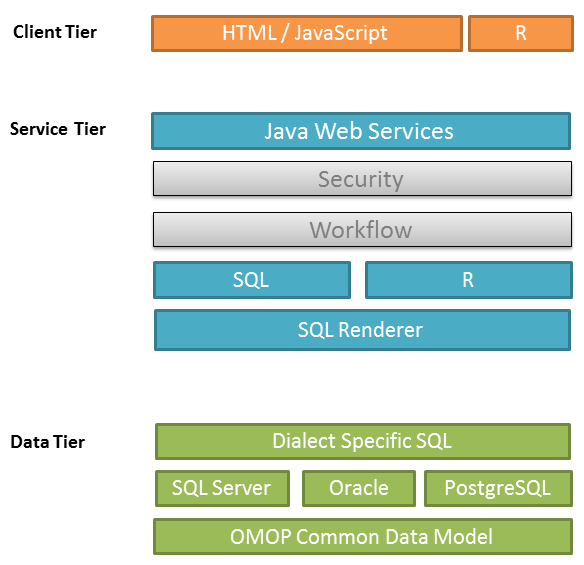 Client Tier
HTML / JavaScript
R
Service Tier
Java Web Services
Security
Workflow
SQL
R
SQL Renderer
Data Tier
Dialect Specific SQL
SQL Server
Oracle
PostgreSQL
OMOP Common Data Model